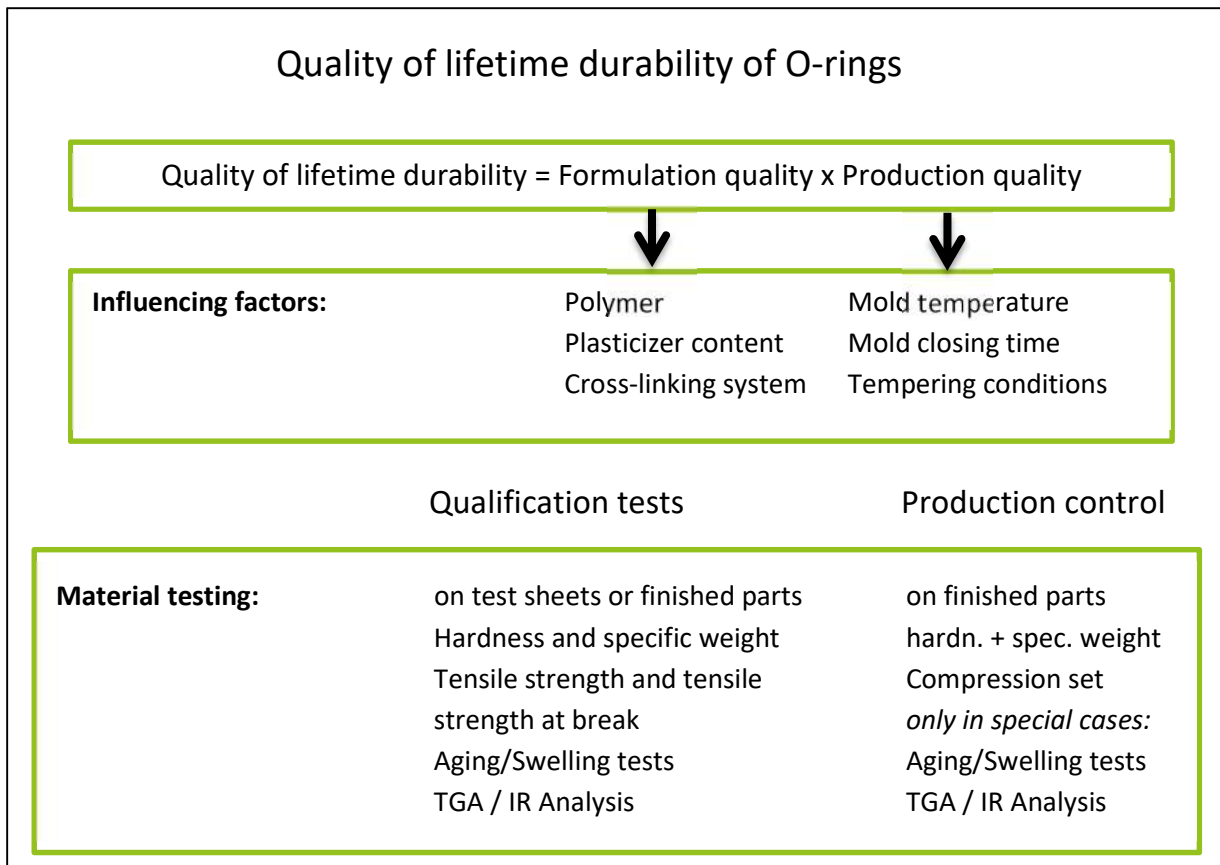 Quality of lifetime durability of O-rings
Quality of lifetime durability = Formulation quality x Production quality
Influencing factors: Polymer Mold temperature
Plasticizer content Mold closing time
Cross-linking system Tempering conditions
Qualification tests Production control
Material testing: on test sheets or finished parts on finished parts
Hardness and specific weight hardn. + spec. weight
Tensile strength and tensile Compression set
strength at break only in special cases:
Aging/Swelling tests Aging/Swelling tests
TGA / IR Analysis TGA / IR Analysis